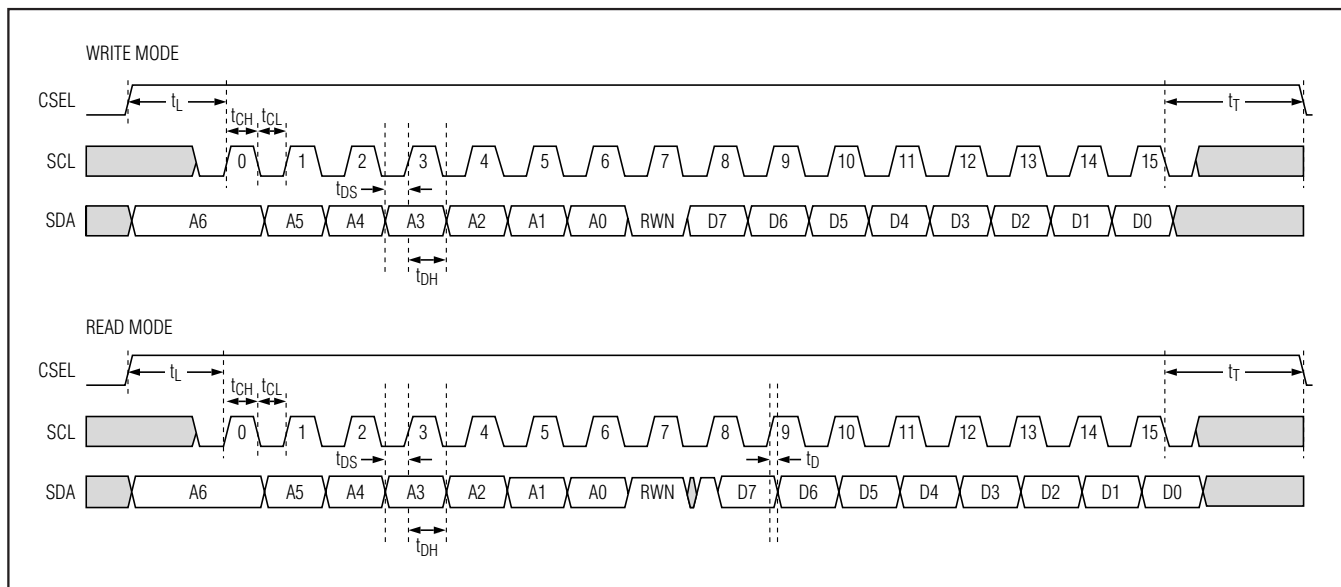 WRITE MODE
CSEL tL tT
tCH tCL
SCL 0 1 2 3 4 5 6 7 8 9 10 11 12 13 14 15
tDS
SDA A6 A5 A4 A3 A2 A1 A0 RWN D7 D6 D5 D4 D3 D2 D1 D0
tDH
READ MODE
CSEL tL tT
tCH tCL
SCL 0 1 2 3 4 5 6 7 8 9 10 11 12 13 14 15
tDS tD
SDA A6 A5 A4 A3 A2 A1 A0 RWN D7 D6 D5 D4 D3 D2 D1 D0
tDH